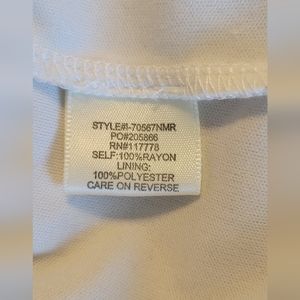 STYLE#I-70567NMR
PO#205866
RN#117778
SELF:100%RAYON
LINING:
100%POLYESTER
CARE ON REVERSE